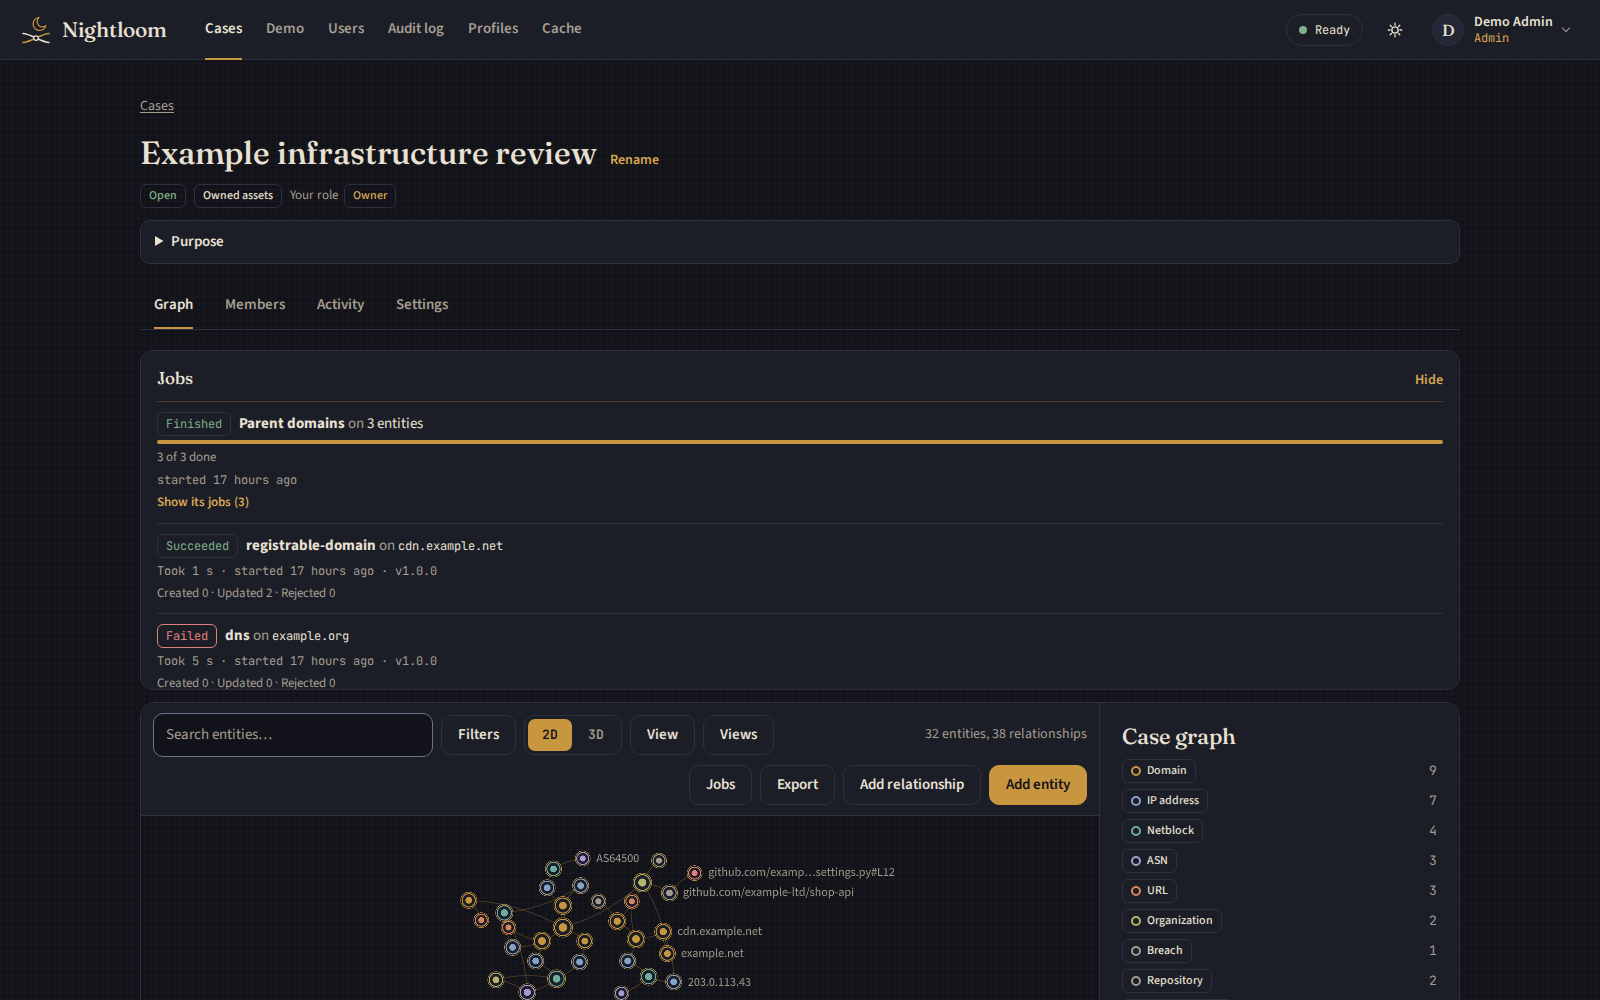 Nightloom
Cases
Demo
Users
Audit log
Profiles
Cache
Ready
D
Demo Admin
Admin
Cases
Example infrastructure review
Rename
Open
Owned assets
Your role
Owner
Purpose
Graph
Members
Activity
Settings
Jobs
Hide
Finished Parent domains on 3 entities
3 of 3 done
started 17 hours ago
Show its jobs (3)
Succeeded registrable-domain on cdn.example.net
Took 1 s · started 17 hours ago · v1.0.0
Created 0 · Updated 2 · Rejected 0
Failed dns on example.org
Took 5 s · started 17 hours ago · v1.0.0
Created 0 · Updated 0 · Rejected 0
Search entities…
Filters
2D
3D
View
Views
32 entities, 38 relationships
Jobs
Export
Add relationship
Add entity
AS64500
github.com/examp…settings.py#L12
github.com/example-ltd/shop-api
cdn.example.net
example.net
203.0.113.43
Case graph
Domain 9
IP address 7
Netblock 4
ASN 3
URL 3
Organization 2
Breach 1
Repository 2